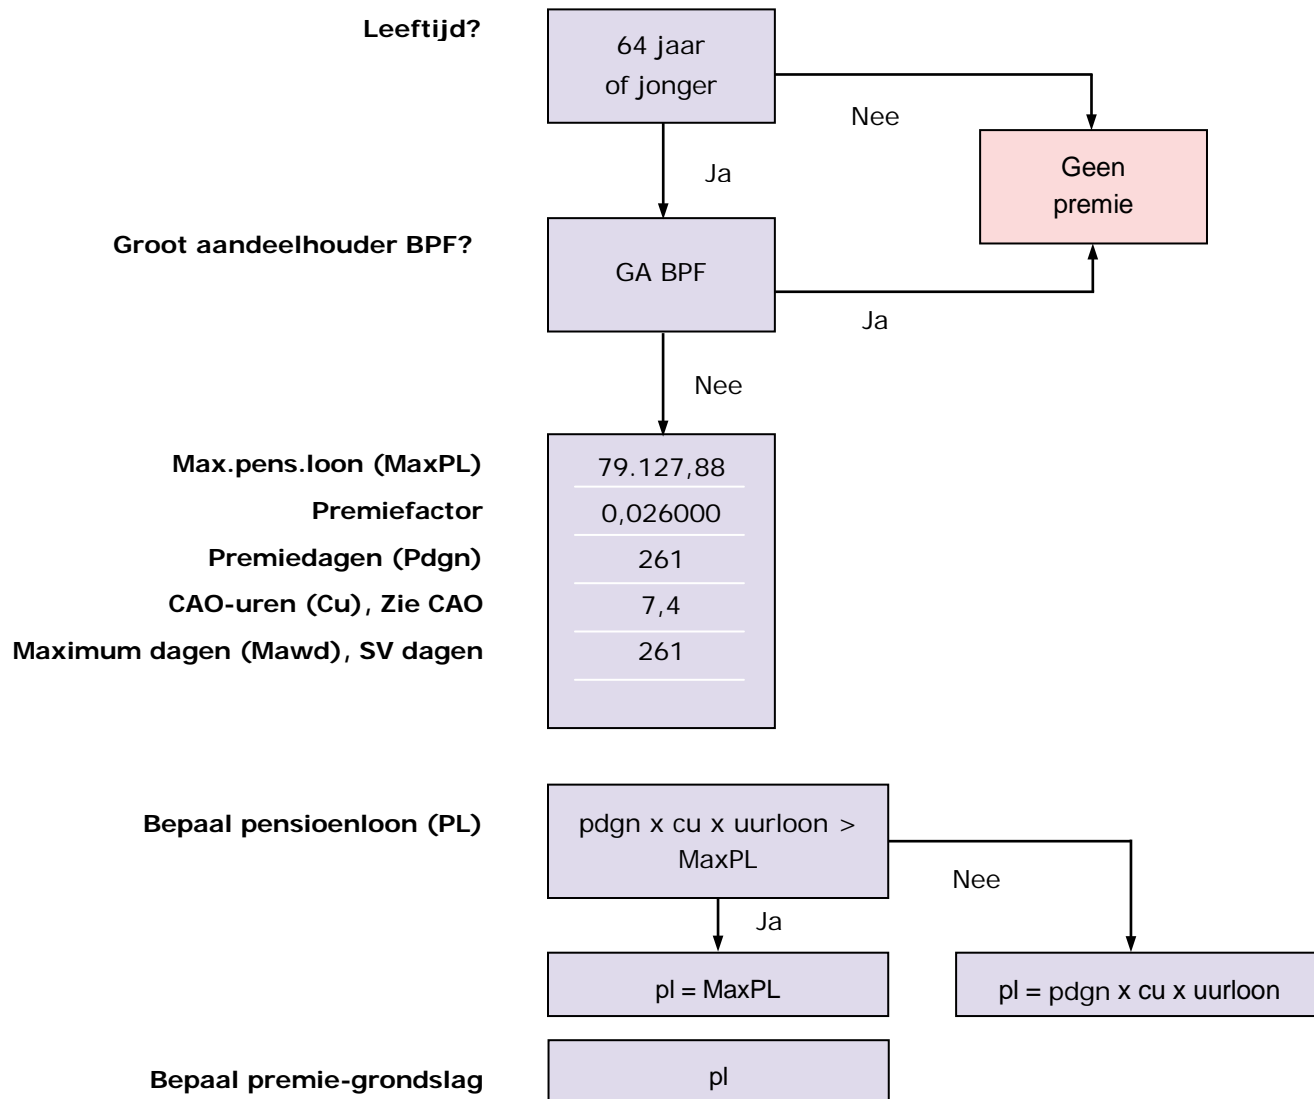 Leeftijd?
64 jaar
of jonger
Nee
Geen
premie
Ja
Groot aandeelhouder BPF?
GA BPF
Ja
Nee
Max.pens.loon (MaxPL)
79.127,88
Premiefactor
0,026000
Premiedagen (Pdgn)
261
CAO-uren (Cu), Zie CAO
7,4
Maximum dagen (Mawd), SV dagen
261
Bepaal pensioenloon (PL)
pdgn x cu x uurloon >
MaxPL
Nee
Ja
pl = MaxPL
pl = pdgn x cu x uurloon
Bepaal premie-grondslag
pl